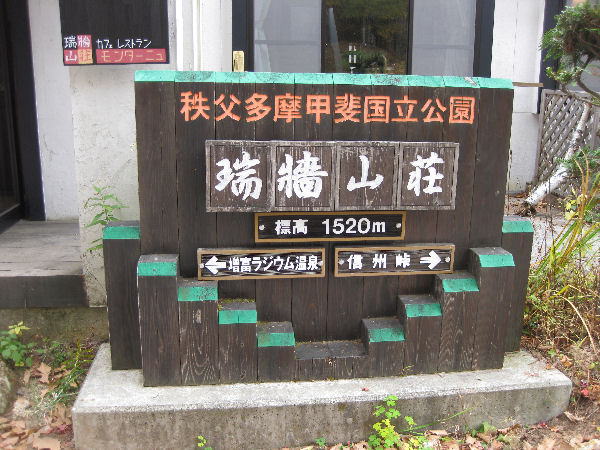 瑞牆
山荘
カフェ レストラン
モンターニュ
秩父多摩甲斐国立公園
瑞牆山荘
標高 1520m
←増富ラジウム温泉
信州峠→